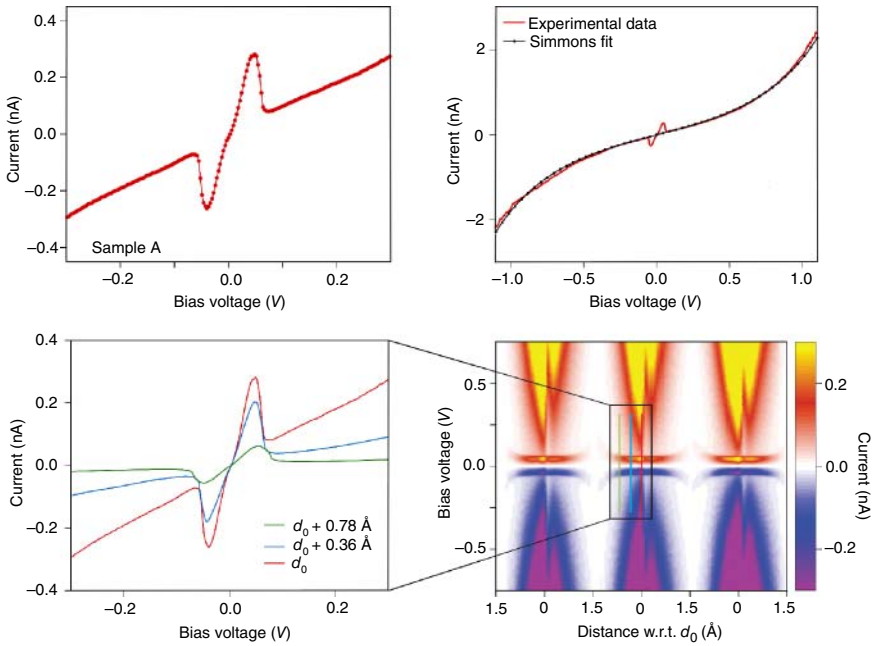 0.4
0.2
0.0
−0.2
−0.4
Current (nA)
Sample A
−0.2
0.0
0.2
Bias voltage (V)
Experimental data
Simmons fit
2
0
−2
Current (nA)
−1.0
−0.5
0.0
0.5
1.0
Bias voltage (V)
0.4
0.2
0.0
−0.2
−0.4
Current (nA)
d0 + 0.78 Å
d0 + 0.36 Å
d0
−0.2
0.0
0.2
Bias voltage (V)
0.5
0.0
−0.5
Bias voltage (V)
1.5
0
1.5
0
1.5
0
1.5
Distance w.r.t. d0 (Å)
0.2
0.0
−0.2
Current (nA)